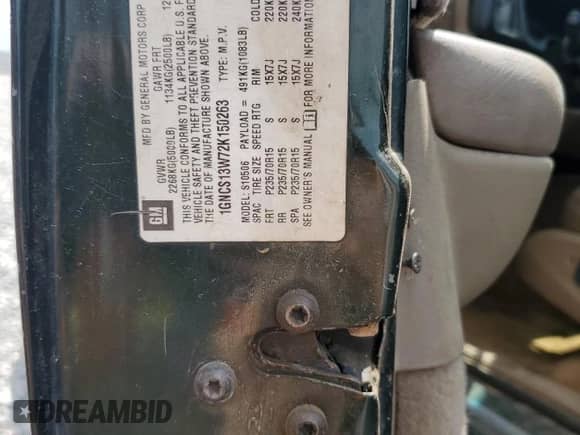 MFD BY GENERAL MOTORS CORP
GVWR GAWR FRT
2268KG(5000LB) 1134KG(2500LB) 12
THIS VEHICLE CONFORMS TO ALL APPLICABLE U.S. F
VEHICLE SAFETY AND THEFT PREVENTION STANDARD
DATE OF MANUFACTURE SHOWN ABOVE.
1GNCS13W72K150263 TYPE: M.P.V.
GM
MODEL: S10506 PAYLOAD = 491KG(1083LB)
SPAC TIRE SIZE SPEED RTG RIM COLD
FRT P235/70R15 S 15X7J 220K
RR P235/70R15 S 15X7J 220K
SPA P235/70R15 S 15X7J 240K
SEE OWNER'S MANUAL FOR MORE INFORMATION
DREAMBID